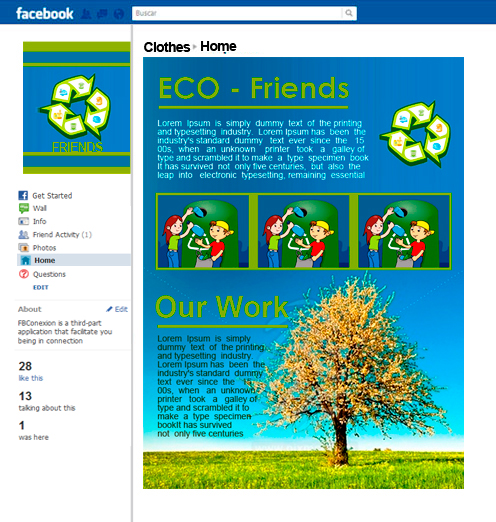 facebook
Buscar
Clothes ▸ Home
FRIENDS
ECO - Friends
Lorem Ipsum is simply dummy text of the printing
and typesetting industry. Lorem Ipsum has been the
industry's standard dummy text ever since the 15
00s, when an unknown printer took a galley of
type and scrambled it to make a type specimen book
It has survived not only five centuries, but also the
leap into electronic typesetting, remaining essential
Get Started
Wall
Info
Friend Activity (1)
Photos
Home
Questions
EDIT
About
Edit
FBConexion is a third-part
application that facilitate you
being in connection
28
like this
13
talking about this
1
was here
Our Work
Lorem Ipsum is simply
dummy text of the printing
and typesetting industry.
Lorem Ipsum has been the
industry's standard dummy
text ever since the 15
00s, when an unknown
printer took a galley of
type and scrambled it to
make a type specimen
bookIt has survived
not only five centuries